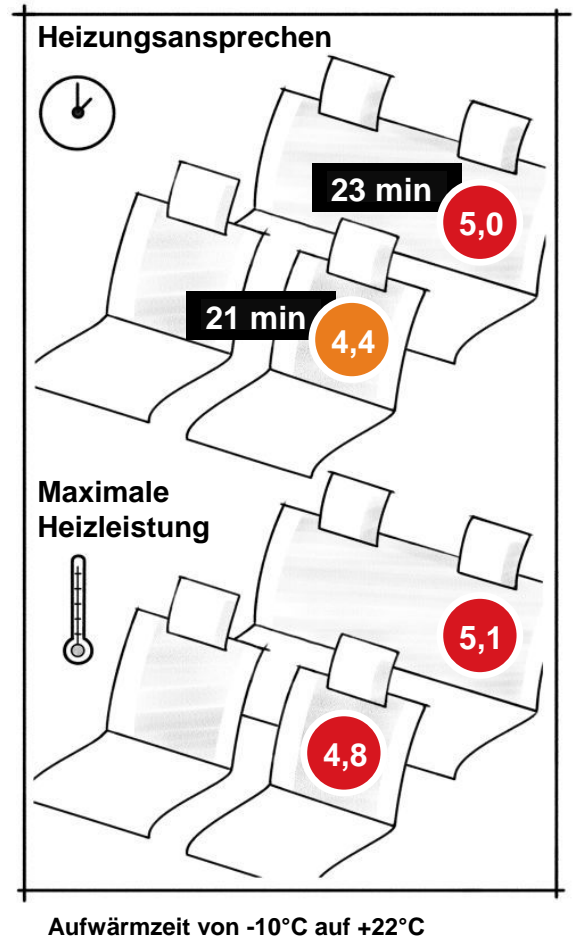 Heizungsansprechen
23 min
5,0
21 min
4,4
Maximale
Heizleistung
5,1
4,8
Aufwärmzeit von -10°C auf +22°C